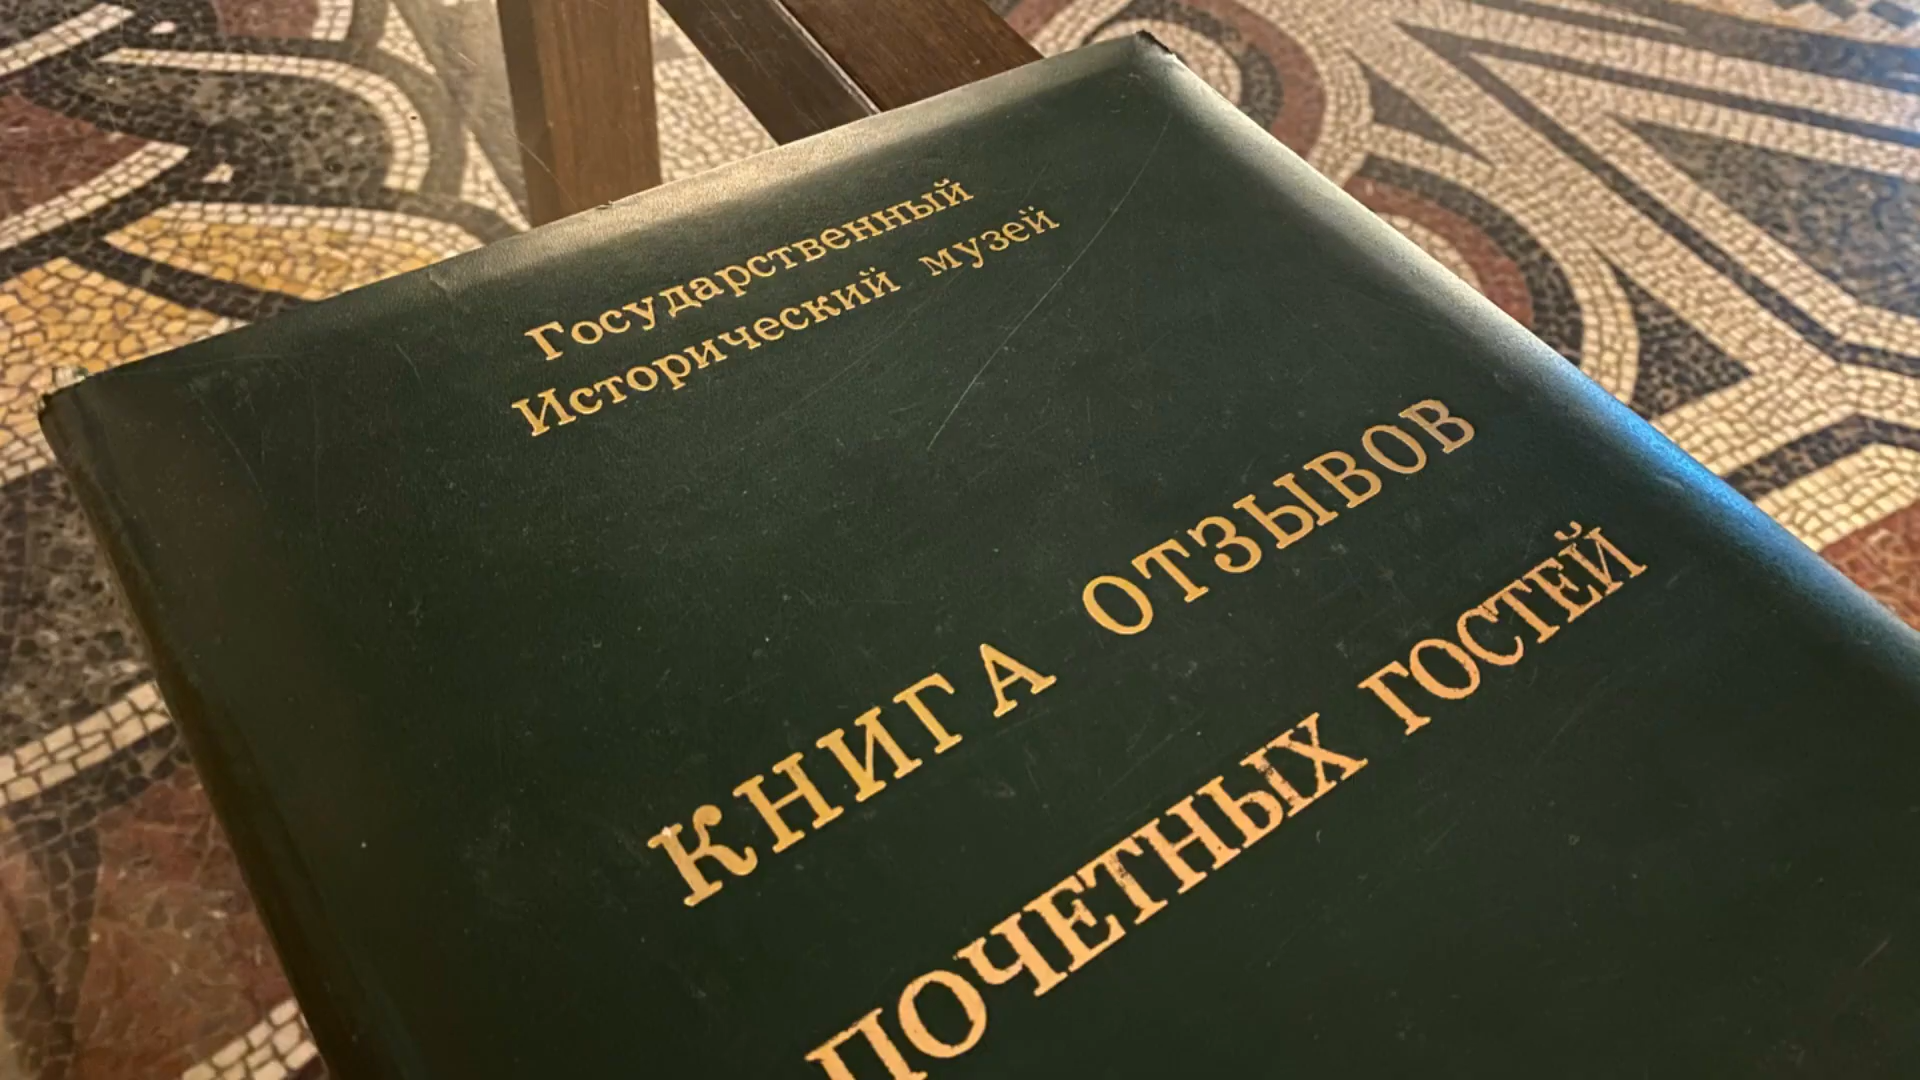 Государственный
Исторический музей
КНИГА ОТЗЫВОВ
ПОЧЕТНЫХ ГОСТЕЙ